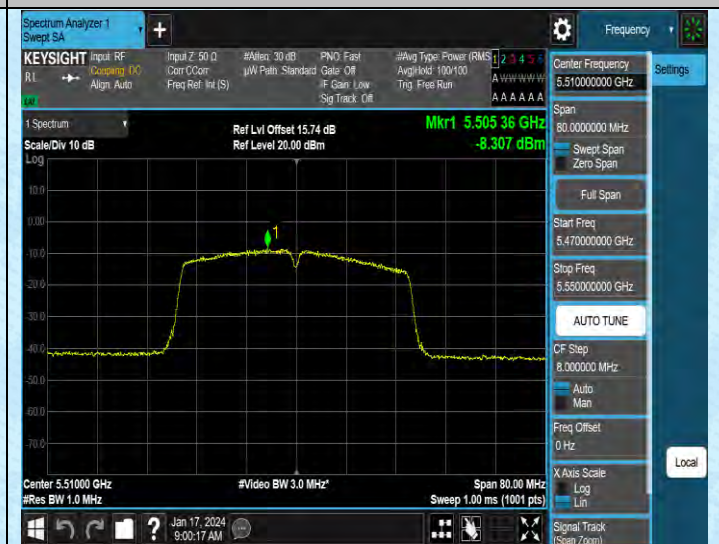 Spectrum Analyzer 1
Swept SA
+
Frequency
Settings
KEYSIGHT
RL
Input: RF
Coupling: DC
Align: Auto
Input Z: 50 Ω
Corr CCorr
Freq Ref: Int (S)
#Atten: 30 dB
µW Path: Standard
PNO: Fast
Gate: Off
IF Gain: Low
Sig Track: Off
#Avg Type: Power (RMS
Avg|Hold: 100/100
Trig: Free Run
1 2 3 4 5 6
A W W W W W
A A A A A A
1 Spectrum
Scale/Div 10 dB
Log
Ref Lvl Offset 15.74 dB
Ref Level 20.00 dBm
Mkr1 5.505 36 GHz
-8.307 dBm
10.0
0.00
-10.0
-20.0
-30.0
-40.0
-50.0
-60.0
-70.0
1
Center 5.51000 GHz
#Res BW 1.0 MHz
#Video BW 3.0 MHz*
Span 80.00 MHz
Sweep 1.00 ms (1001 pts)
Center Frequency
5.510000000 GHz
Span
80.0000000 MHz
Swept Span
Zero Span
Full Span
Start Freq
5.470000000 GHz
Stop Freq
5.550000000 GHz
AUTO TUNE
CF Step
8.000000 MHz
Auto
Man
Freq Offset
0 Hz
X Axis Scale
Log
Lin
Signal Track
(Span Zoom)
Local
?
Jan 17, 2024
9:00:17 AM